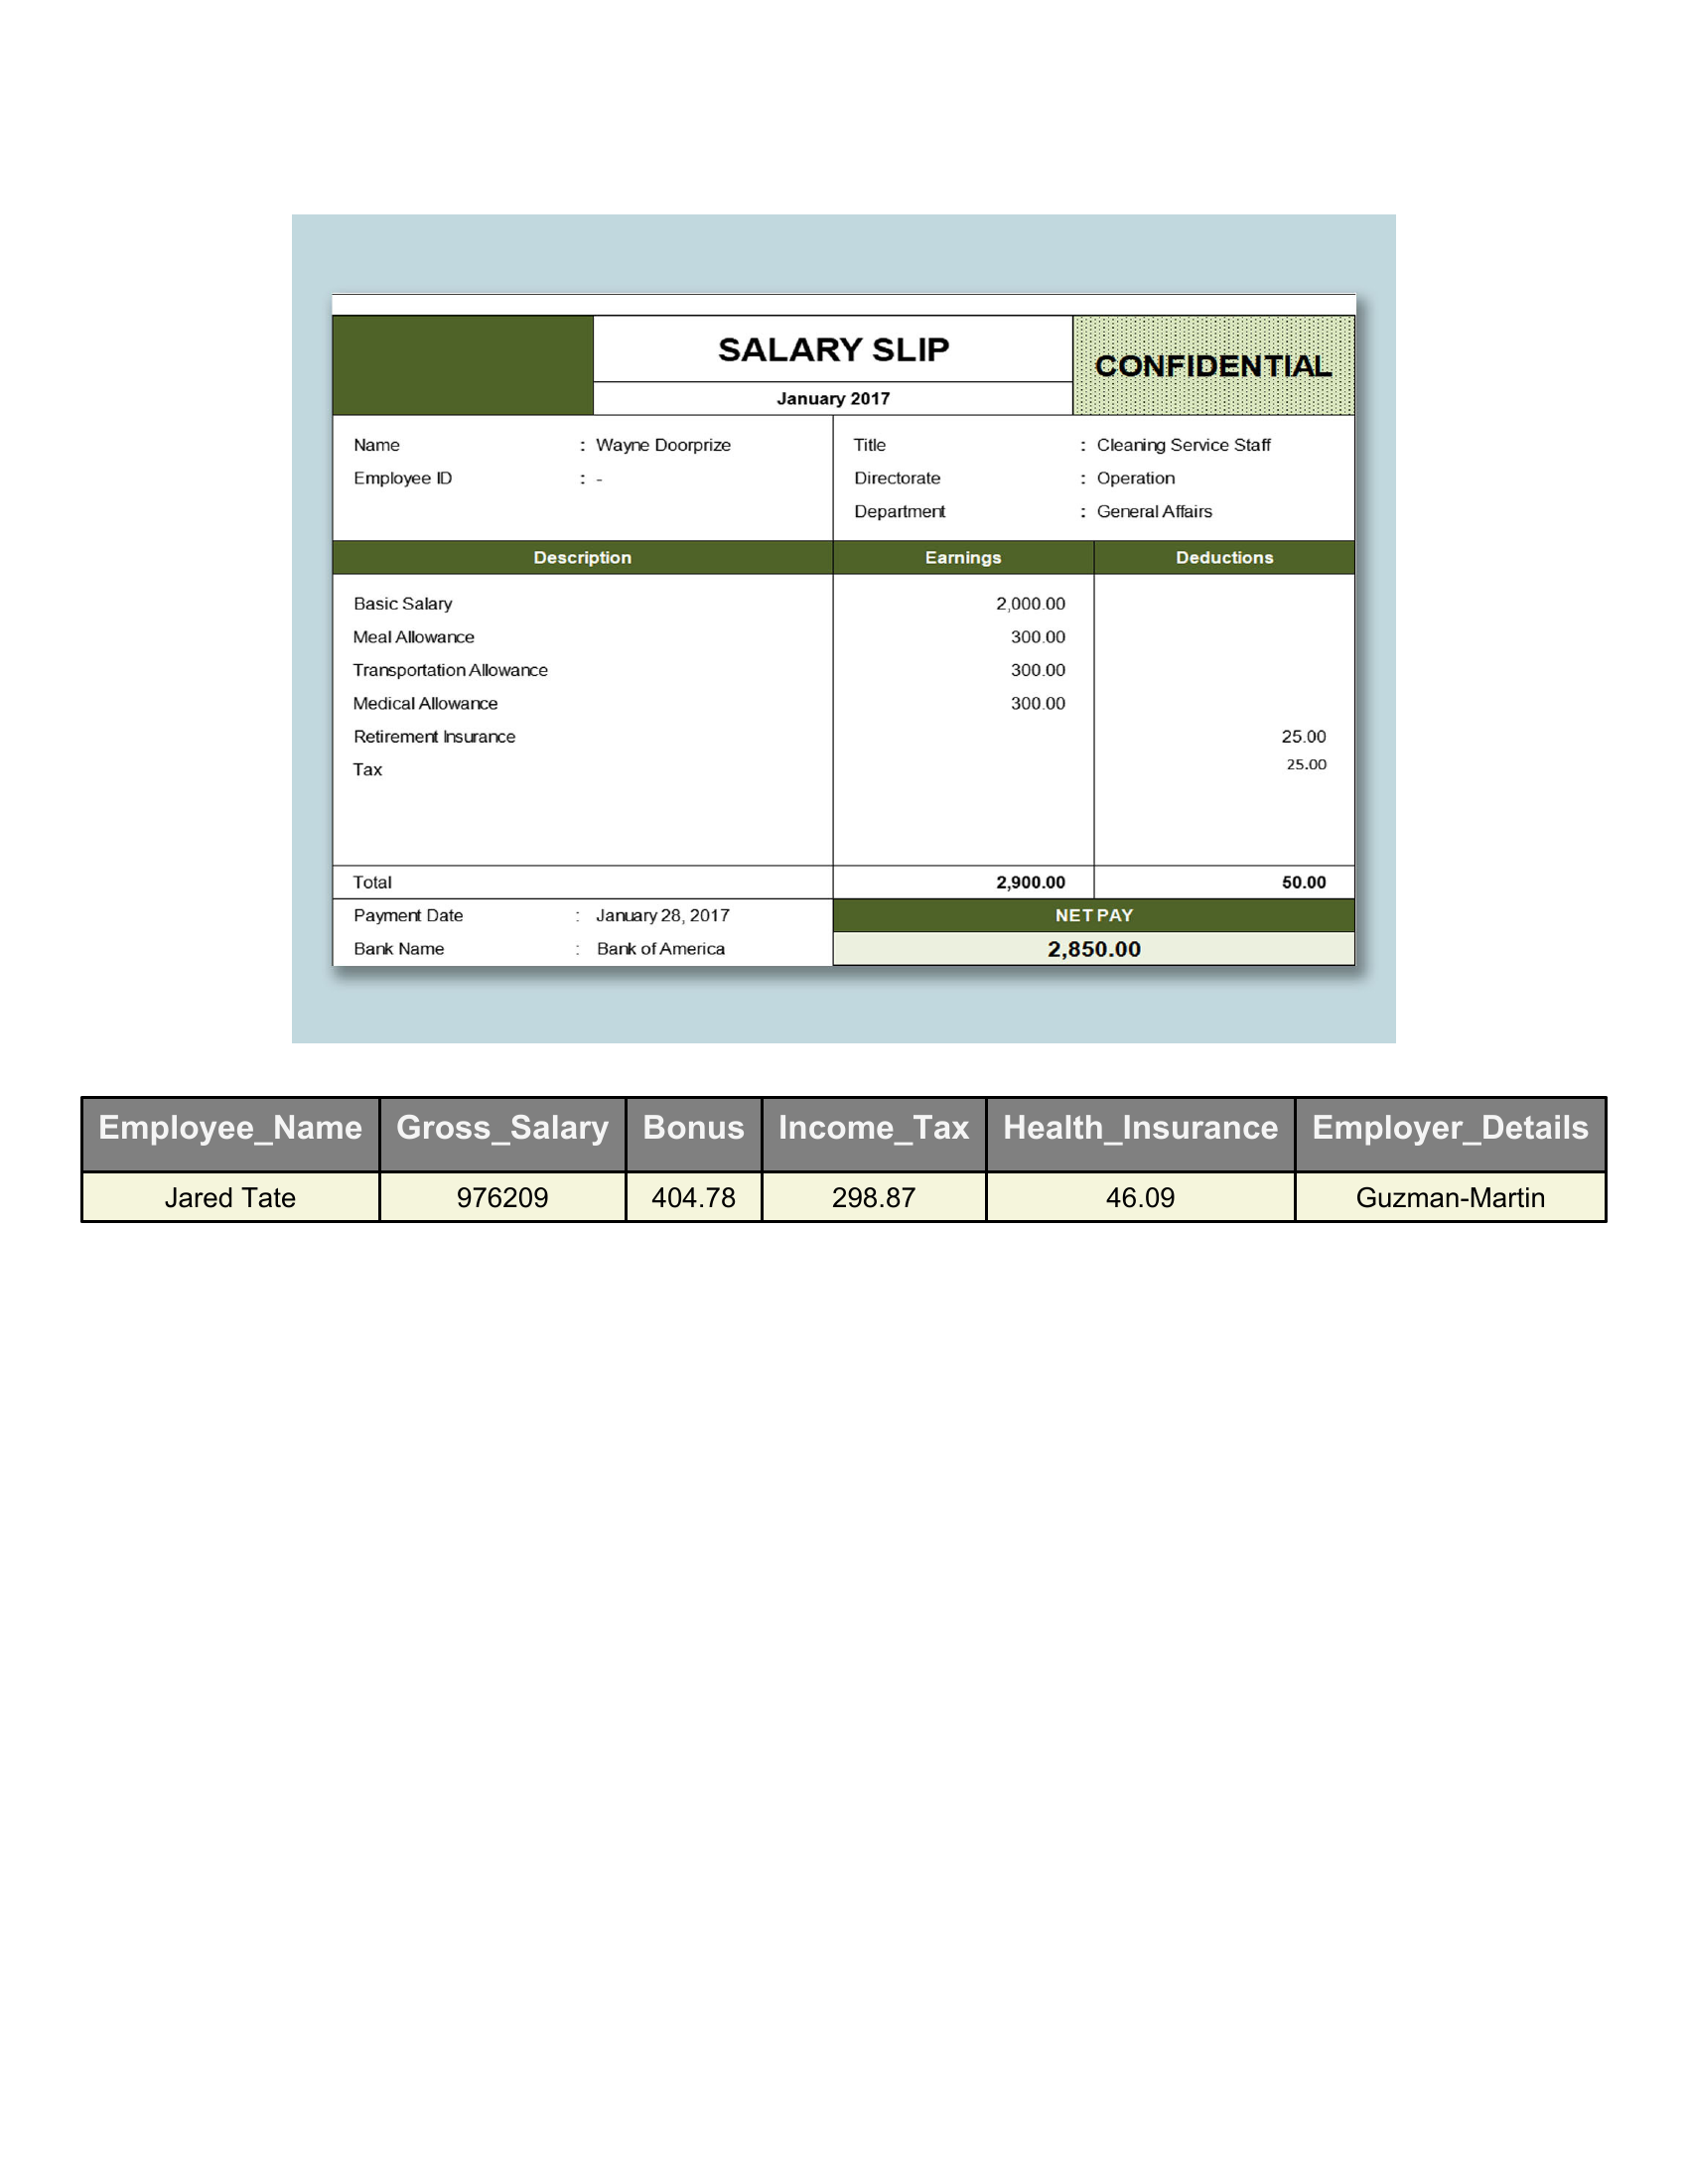 SALARY SLIP
CONFIDENTIAL
January 2017
Name : Wayne Doorprize Title : Cleaning Service Staff
Employee ID : - Directorate : Operation
Department : General Affairs
Description Earnings Deductions
Basic Salary 2,000.00
Meal Allowance 300.00
Transportation Allowance 300.00
Medical Allowance 300.00
Retirement Insurance 25.00
Tax 25.00
Total 2,900.00 50.00
Payment Date : January 28, 2017 NET PAY
Bank Name : Bank of America 2,850.00
Employee_Name Gross_Salary Bonus Income_Tax Health_Insurance Employer_Details
Jared Tate 976209 404.78 298.87 46.09 Guzman-Martin